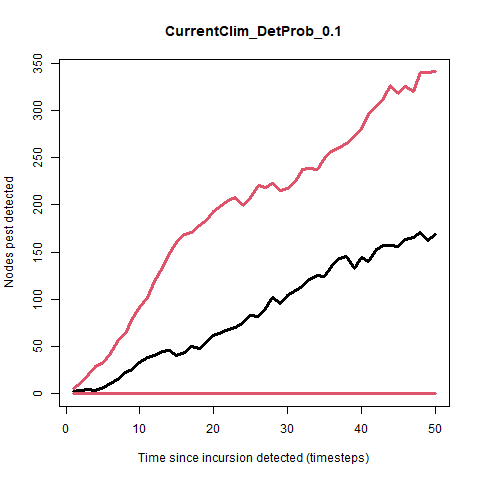 CurrentClim_DetProb_0.1
Nodes pest detected
350
300
250
200
150
100
50
0
0 10 20 30 40 50
Time since incursion detected (timesteps)